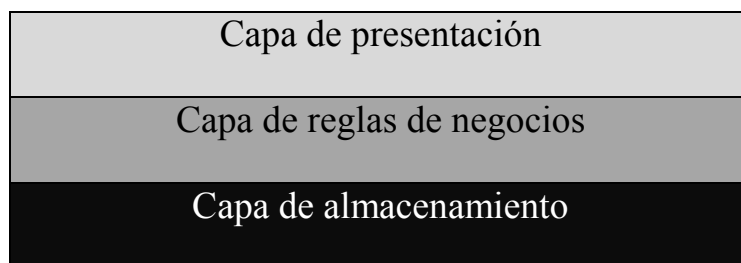 Capa de presentación
Capa de reglas de negocios
Capa de almacenamiento